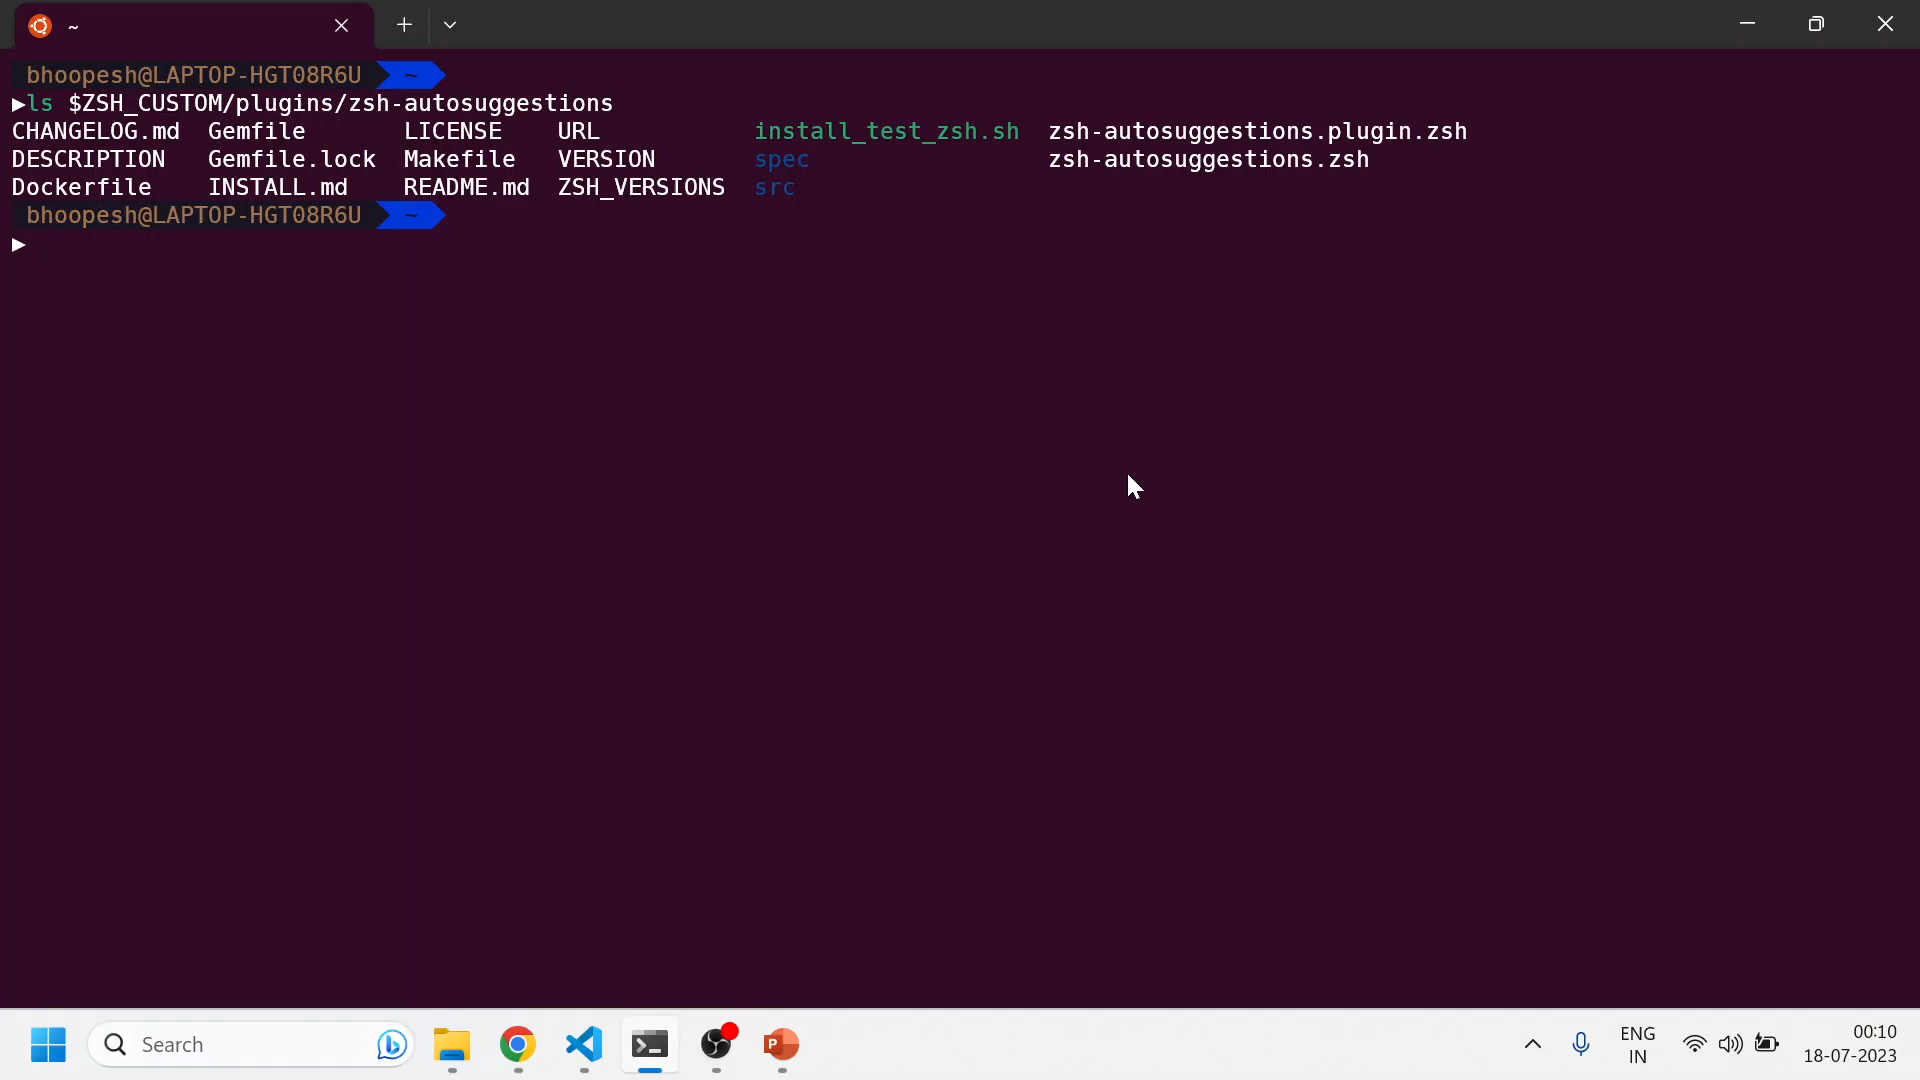 ~
bhoopesh@LAPTOP-HGT08R6U ~
▶ls $ZSH_CUSTOM/plugins/zsh-autosuggestions
CHANGELOG.md  Gemfile       LICENSE    URL          install_test_zsh.sh  zsh-autosuggestions.plugin.zsh
DESCRIPTION   Gemfile.lock  Makefile   VERSION      spec                 zsh-autosuggestions.zsh
Dockerfile    INSTALL.md    README.md  ZSH_VERSIONS  src
bhoopesh@LAPTOP-HGT08R6U ~
▶
Search
P
ENG
IN
00:10
18-07-2023